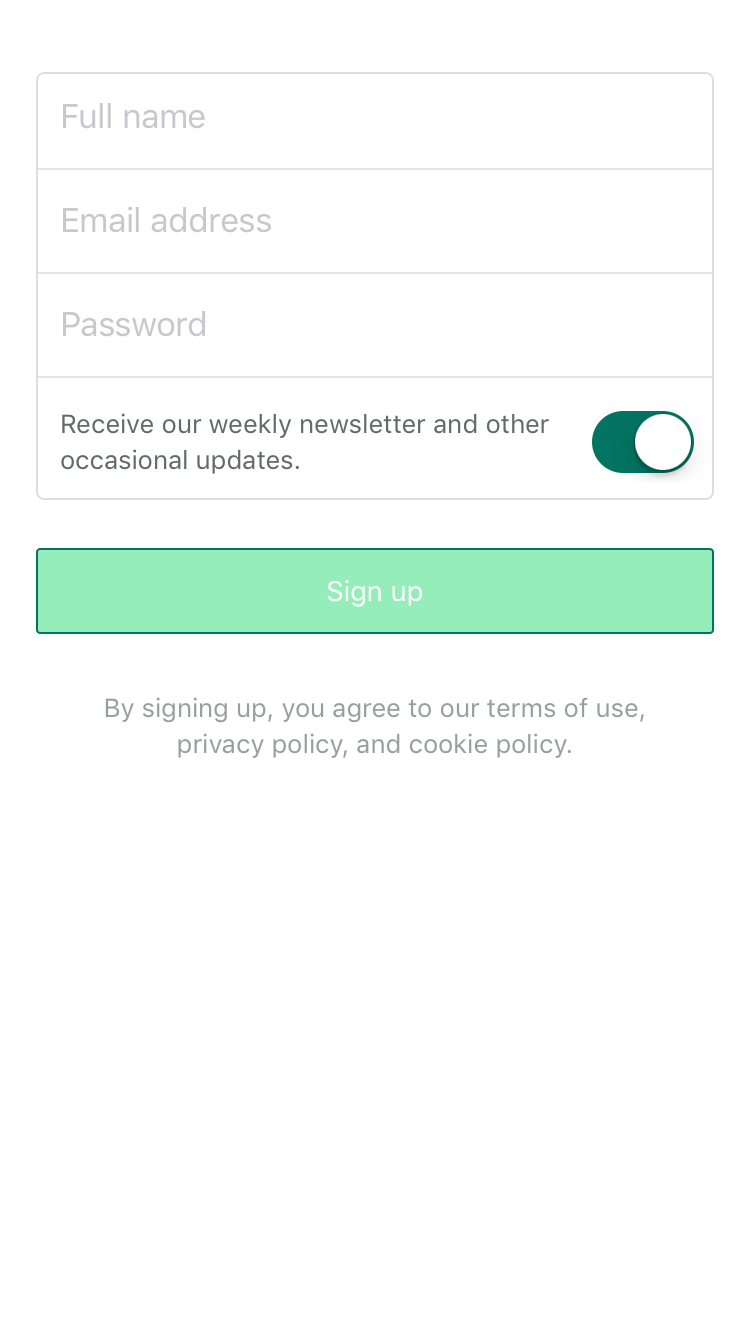 Full name
Email address
Password
Receive our weekly newsletter and other
occasional updates.
Sign up
By signing up, you agree to our terms of use,
privacy policy, and cookie policy.